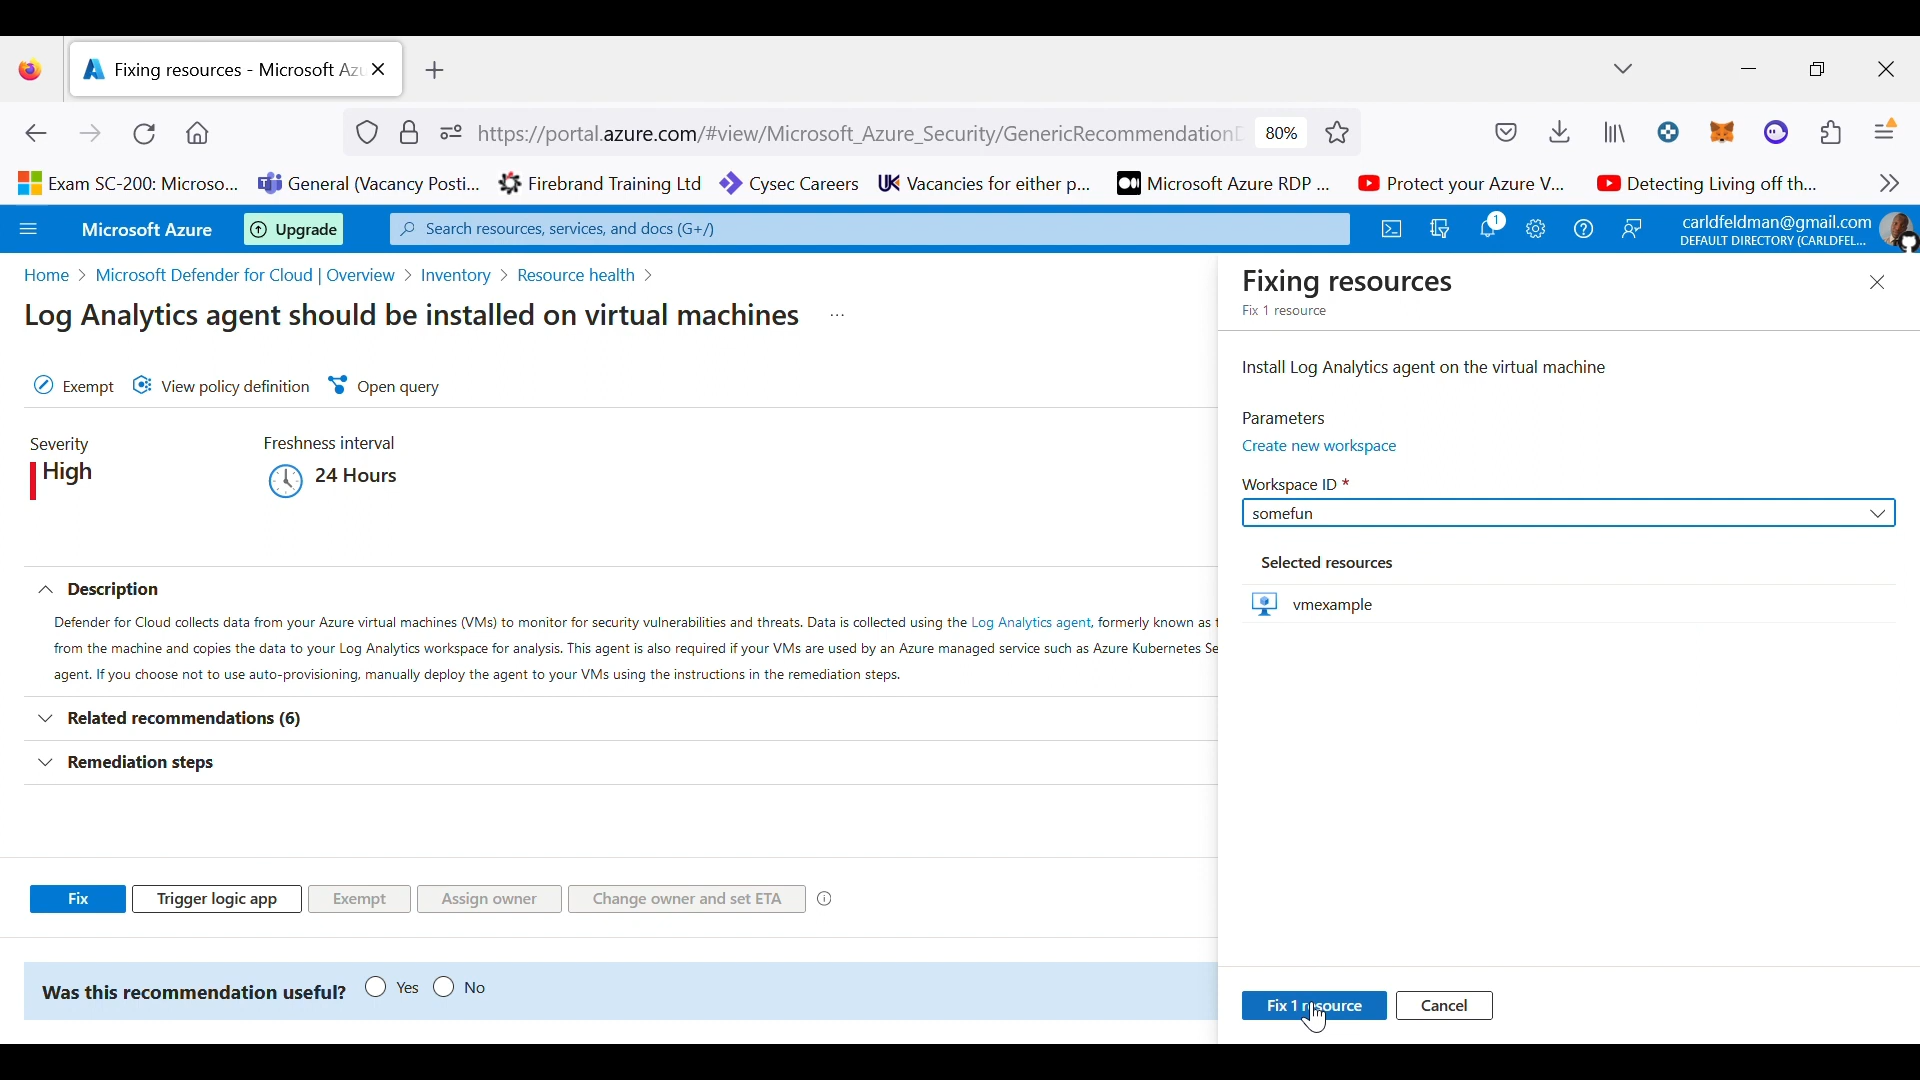 Fixing resources - Microsoft Az
https://portal.azure.com/#view/Microsoft_Azure_Security/GenericRecommendation
80%
Exam SC-200: Microso...
General (Vacancy Posti...
Firebrand Training Ltd
Cysec Careers
UK Vacancies for either p...
Microsoft Azure RDP ...
Protect your Azure V...
Detecting Living off th...
Microsoft Azure
Upgrade
Search resources, services, and docs (G+/)
1
carldfeldman@gmail.com
DEFAULT DIRECTORY (CARLDFEL...
Home > Microsoft Defender for Cloud | Overview > Inventory > Resource health >
Log Analytics agent should be installed on virtual machines ...
Exempt
View policy definition
Open query
Severity
High
Freshness interval
24 Hours
Description
Defender for Cloud collects data from your Azure virtual machines (VMs) to monitor for security vulnerabilities and threats. Data is collected using the Log Analytics agent, formerly known as
from the machine and copies the data to your Log Analytics workspace for analysis. This agent is also required if your VMs are used by an Azure managed service such as Azure Kubernetes Se
agent. If you choose not to use auto-provisioning, manually deploy the agent to your VMs using the instructions in the remediation steps.
Related recommendations (6)
Remediation steps
Fix
Trigger logic app
Exempt
Assign owner
Change owner and set ETA
Was this recommendation useful?
Yes
No
Fixing resources
Fix 1 resource
Install Log Analytics agent on the virtual machine
Parameters
Create new workspace
Workspace ID *
somefun
Selected resources
vmexample
Fix 1 resource
Cancel